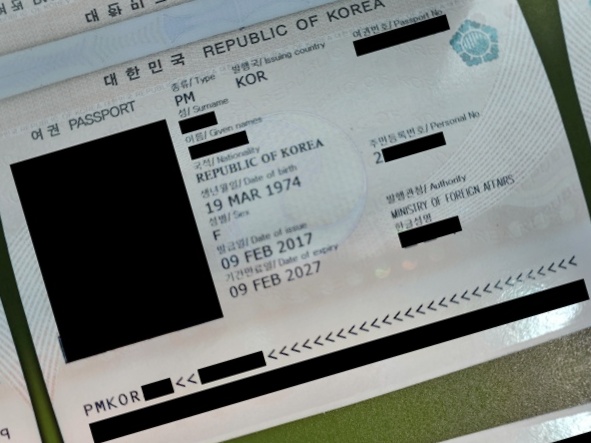 대한민국 REPUBLIC OF KOREA
여권 PASSPORT
종류/Type 발행국/Issuing country 여권번호/Passport No
PM KOR
성/Surname
이름/Given names
국적/Nationality 주민등록번호/Personal No
REPUBLIC OF KOREA 2
생년월일/Date of birth
19 MAR 1974
성별/Sex 발행관청/Authority
F MINISTRY OF FOREIGN AFFAIRS
발급일/Date of issue 한글성명
09 FEB 2017
기간만료일/Date of expiry
09 FEB 2027
PMKOR <<<<<<<<<<<<<<<<<<<<<<<<<<<<